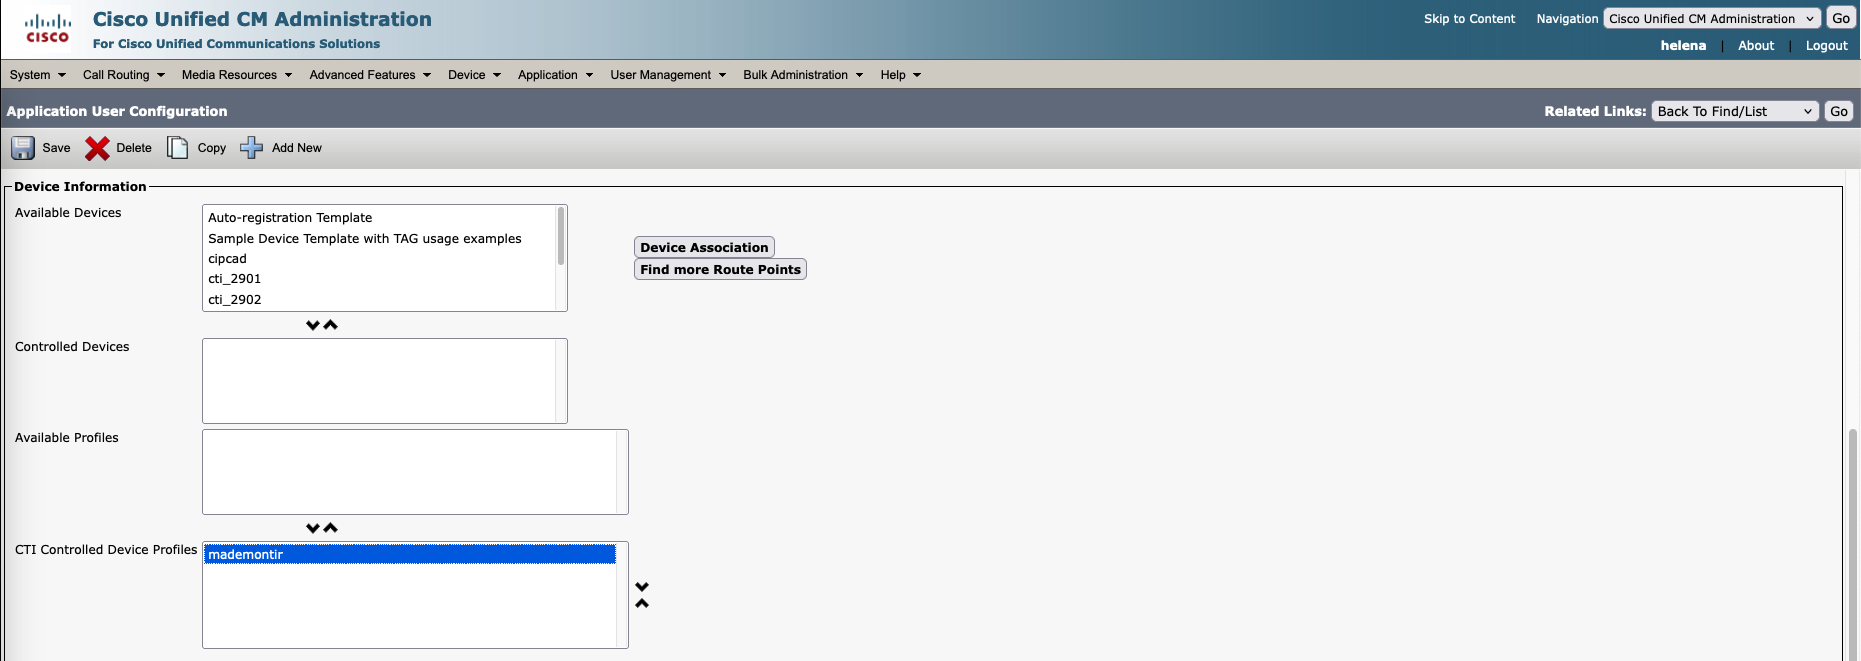 CISCO
Cisco Unified CM Administration
For Cisco Unified Communications Solutions
Skip to Content Navigation Cisco Unified CM Administration Go
helena | About | Logout
System Call Routing Media Resources Advanced Features Device Application User Management Bulk Administration Help
Application User Configuration
Related Links: Back To Find/List Go
Save Delete Copy Add New
Device Information
Available Devices
Auto-registration Template
Sample Device Template with TAG usage examples
cipcad
cti_2901
cti_2902
Device Association
Find more Route Points
Controlled Devices
Available Profiles
CTI Controlled Device Profiles
mademontir